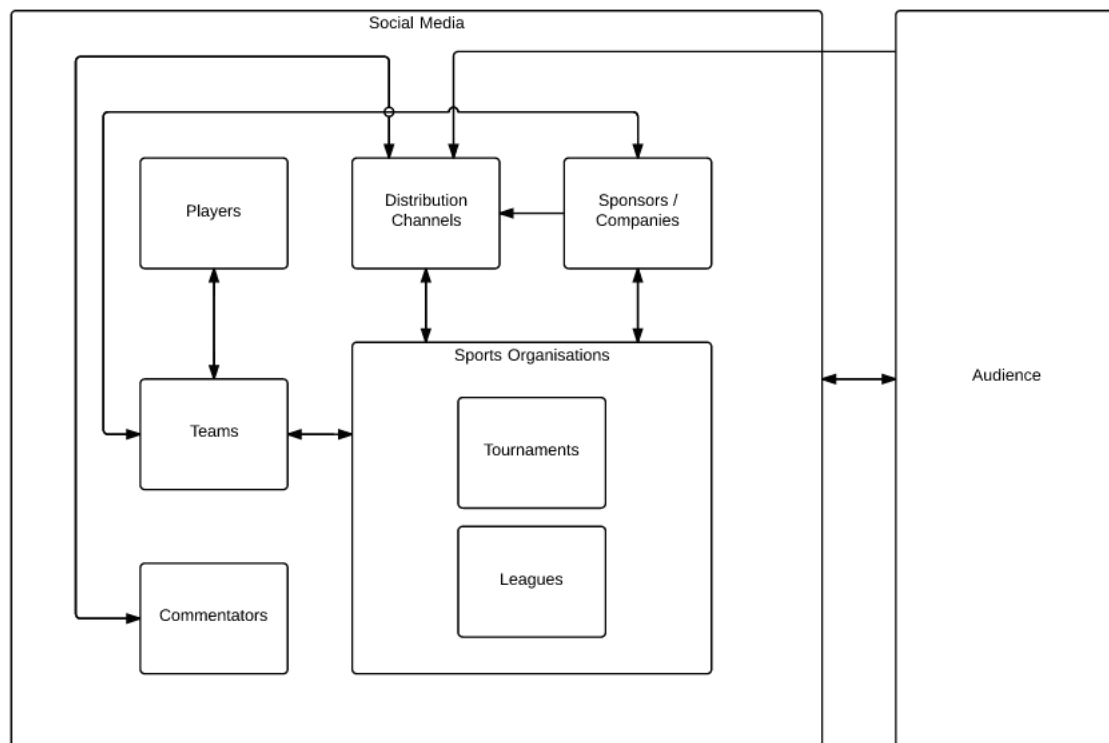 Social Media
Players
Distribution
Channels
Sponsors /
Companies
Sports Organisations
Audience
Teams
Tournaments
Leagues
Commentators